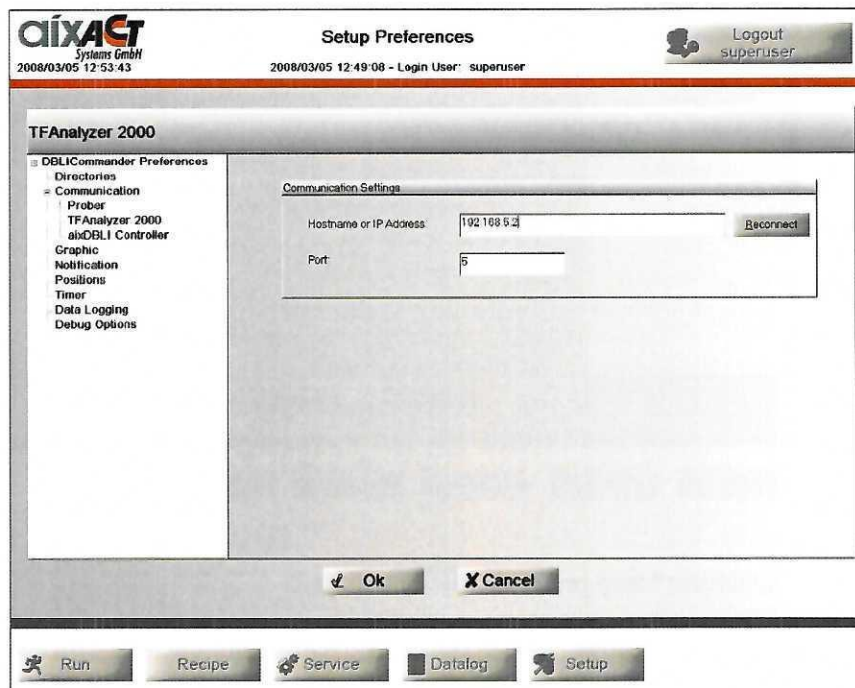 aixACT
Systems GmbH
2008/03/05 12:53:43
Setup Preferences
2008/03/05 12:49:08 - Login User: superuser
Logout
superuser
TFAnalyzer 2000
DBLICommander Preferences
Directories
Communication
Prober
TFAnalyzer 2000
aixDBLI Controller
Graphic
Notification
Positions
Timer
Data Logging
Debug Options
Communication Settings
Hostname or IP Address:
192.168.5.2
Reconnect
Port:
5
Ok
Cancel
Run
Recipe
Service
Datalog
Setup